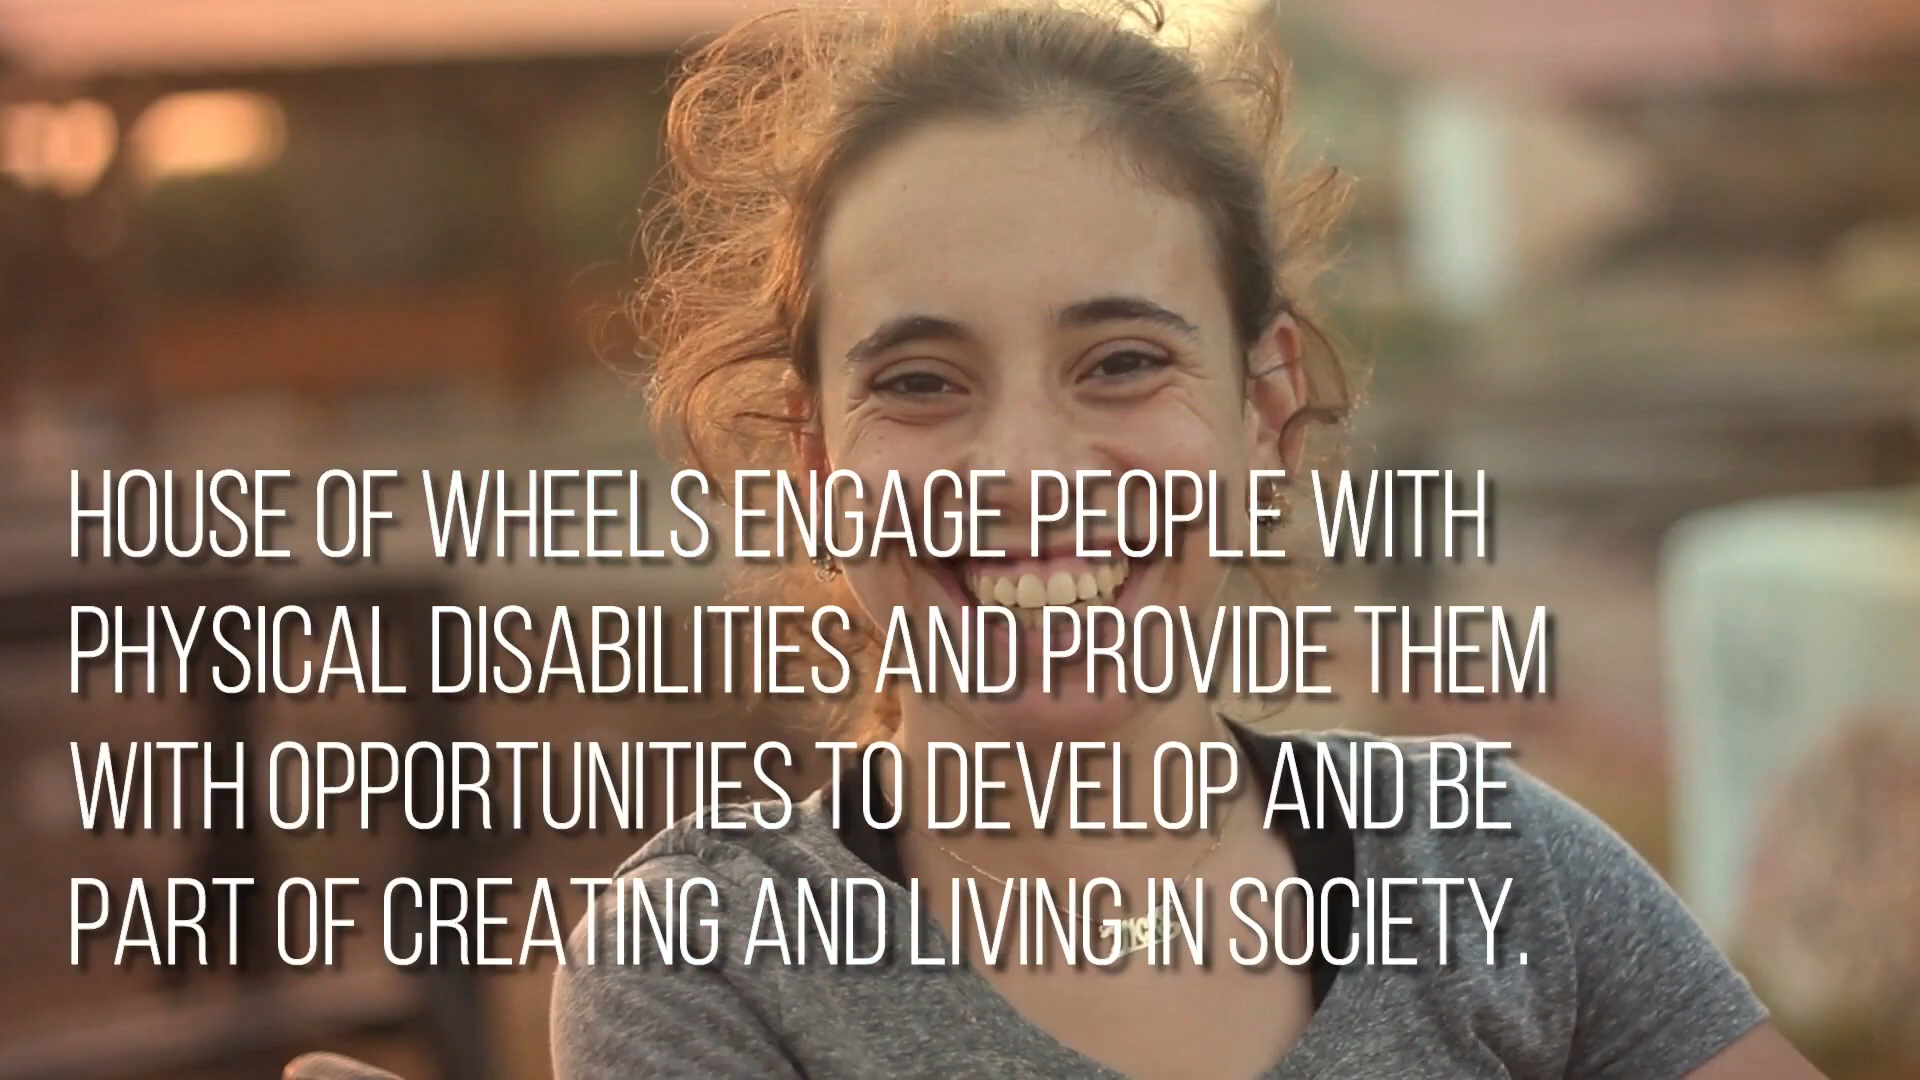 HOUSE OF WHEELS ENGAGE PEOPLE WITH
PHYSICAL DISABILITIES AND PROVIDE THEM
WITH OPPORTUNITIES TO DEVELOP AND BE
PART OF CREATING AND LIVING IN SOCIETY.